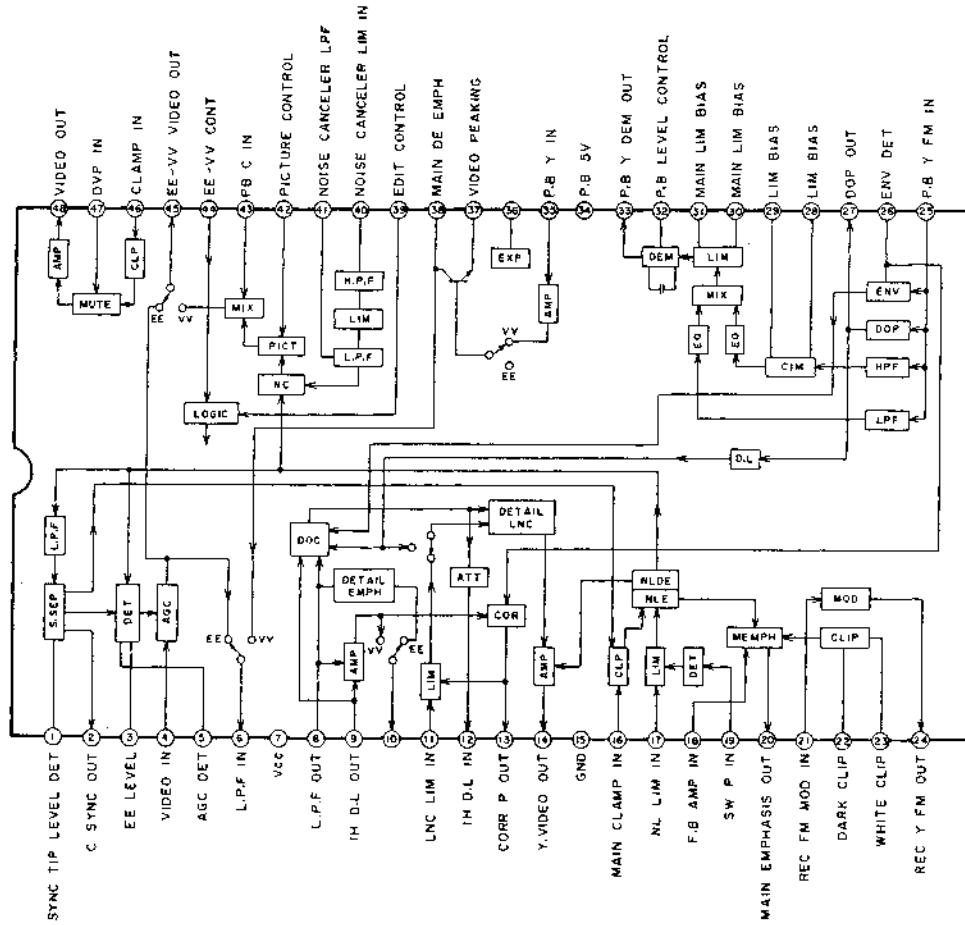 VIDEO OUT
DVP IN
CLAMP IN
EE-VV VIDEO OUT
EE-VV CONT
PB C IN
PICTURE CONTROL
NOISE CANCELER LPF
NOISE CANCELER LIM IN
EDIT CONTROL
MAIN DE EMPH
VIDEO PEAKING
P.B Y IN
P.B 5V
P.B Y DEM OUT
P.B LEVEL CONTROL
MAIN LIM BIAS
MAIN LIM BIAS
LIM BIAS
LIM BIAS
DOP OUT
ENV DET
P.B Y FM IN
48
47
46
45
44
43
42
41
40
39
38
37
36
35
34
33
32
31
30
29
28
27
26
25
AMP
CLP
MUTE
EE
VV
MIX
PICT
NC
LOGIC
H.P.F
LIM
L.P.F
EXP
AMP
VV
EE
DEM
LIM
MIX
EQ
EQ
LIM
ENV
DOP
HPF
LPF
D.L
L.P.F
S.SEP
DET
AGC
EE
VV
DOC
DETAIL
EMPH
AMP
VV
EE
LIM
ATT
DETAIL
LNC
COR
AMP
CLP
NLDE
NLE
LIM
DET
MEMPH
MOD
CLIP
1
2
3
4
5
6
7
8
9
10
11
12
13
14
15
16
17
18
19
20
21
22
23
24
SYNC TIP LEVEL DET
C SYNC OUT
EE LEVEL
VIDEO IN
AGC DET
L.P.F IN
Vcc
L.P.F OUT
1H D.L OUT
LNC LIM IN
1H D.L IN
CORR P OUT
Y.VIDEO OUT
GND
MAIN CLAMP IN
NL LIM IN
F.B AMP IN
SW P IN
MAIN EMPHASIS OUT
REC FM MOD IN
DARK CLIP
WHITE CLIP
REC Y FM OUT